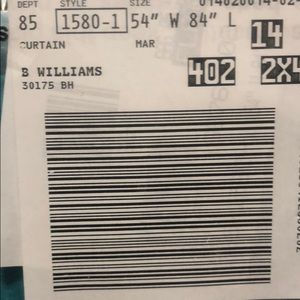 DEPT STYLE SIZE
85 1580-1 54" W 84" L
14
CURTAIN MAR
402 2X4
B WILLIAMS
30175 BH